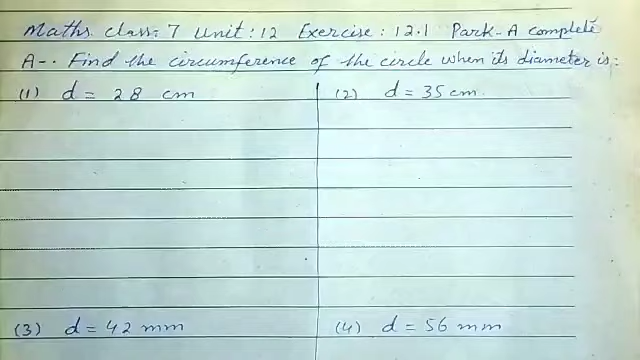 Maths class: 7 Unit: 12 Exercise: 12.1 Park-A complete
A-. Find the circumference of the circle when its diameter is:
(1) d = 28 cm (2) d = 35 cm.
(3) d = 42 mm (4) d = 56 mm